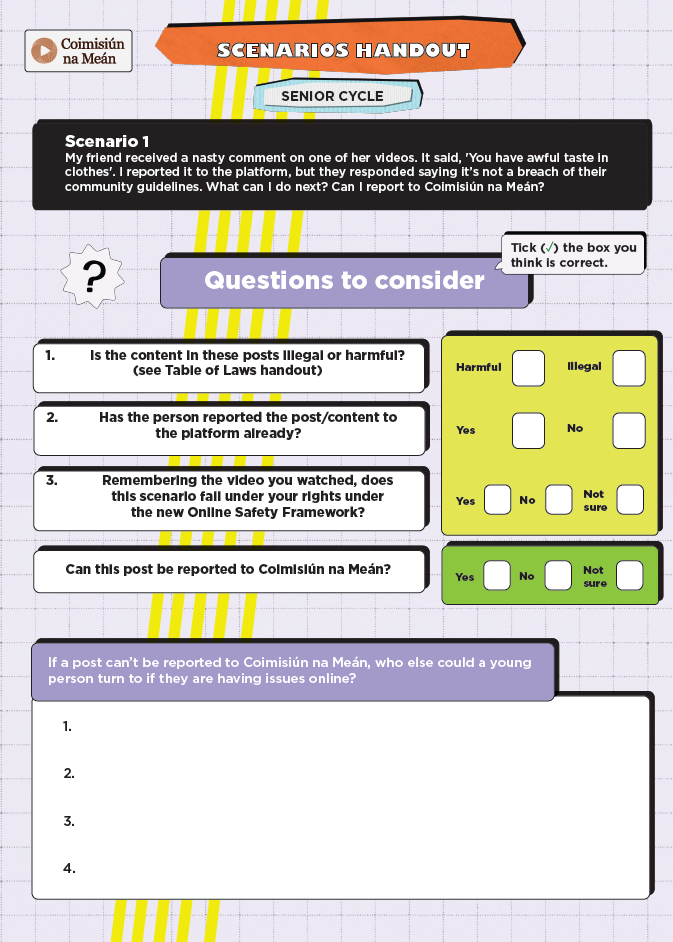 Coimisiún
na Meán
SCENARIOS HANDOUT
SENIOR CYCLE
Scenario 1
My friend received a nasty comment on one of her videos. It said, 'You have awful taste in
clothes'. I reported it to the platform, but they responded saying it's not a breach of their
community guidelines. What can I do next? Can I report to Coimisiún na Meán?
Tick (✓) the box you
think is correct.
?
Questions to consider
1. Is the content in these posts illegal or harmful?
(see Table of Laws handout)
Harmful Illegal
2. Has the person reported the post/content to
the platform already?
Yes No
3. Remembering the video you watched, does
this scenario fall under your rights under
the new Online Safety Framework?
Yes No Not
sure
Can this post be reported to Coimisiún na Meán?
Yes No Not
sure
If a post can't be reported to Coimisiún na Meán, who else could a young
person turn to if they are having issues online?
1.
2.
3.
4.